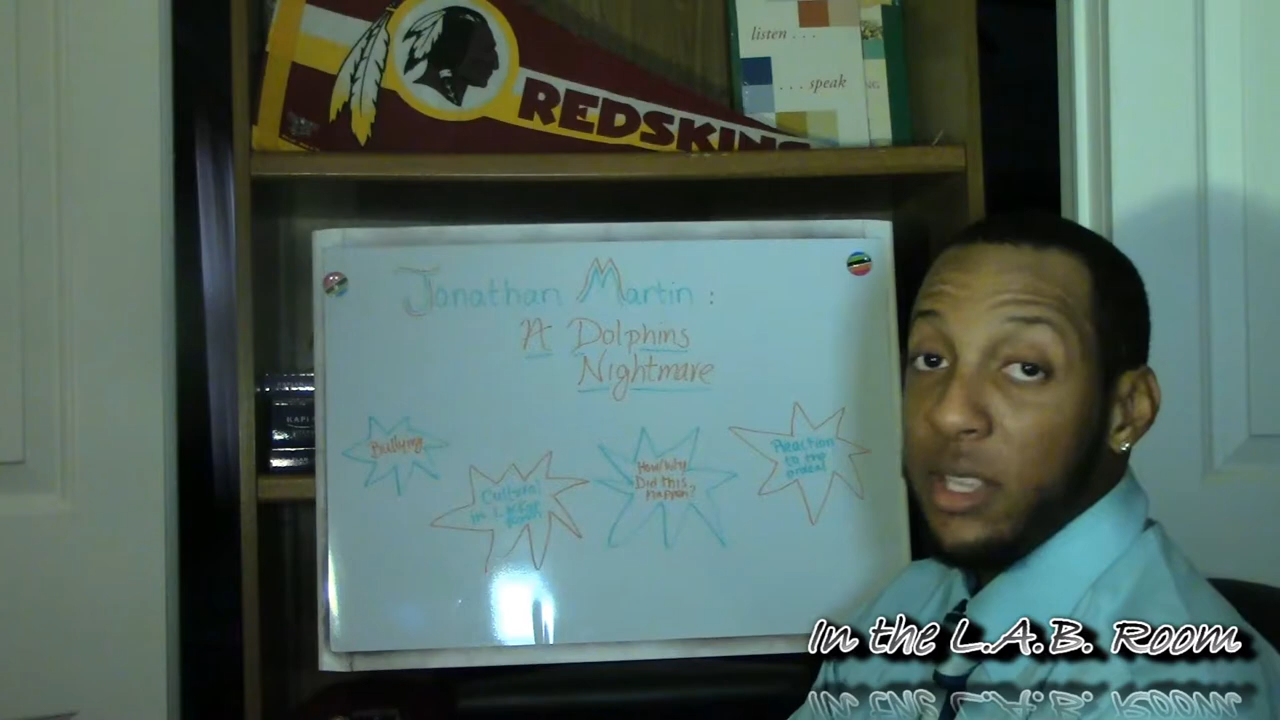 listen . . .
. . . speak
REDSKINS
Jonathan Martin :
A Dolphins
Nightmare
Bullying
Cultural
in Locker
Room
How/Why
Did this
happen?
Reaction
to the
ordeal
In the L.A.B. Room